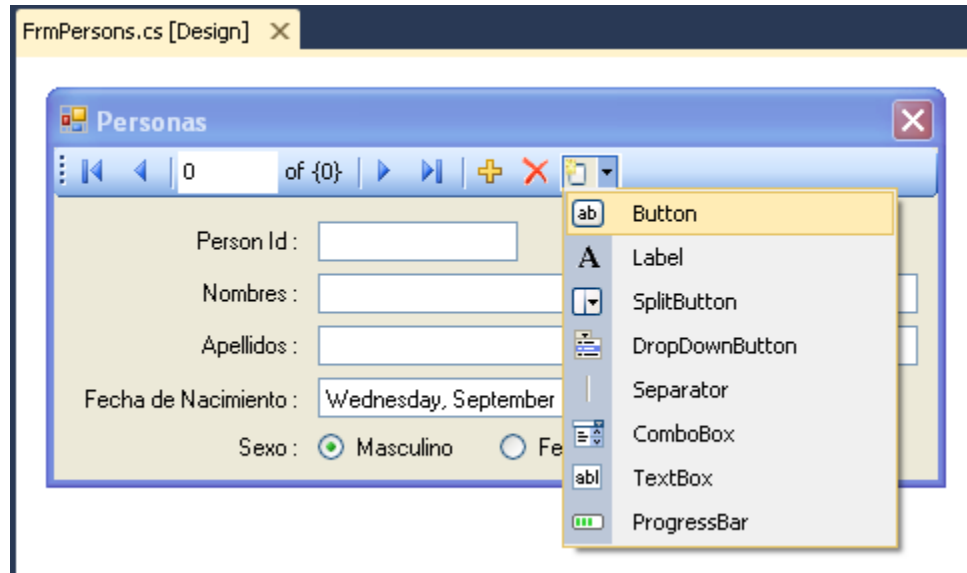 FrmPersons.cs [Design]
Personas
0 of {0}
ab Button
Person Id :
A Label
Nombres :
SplitButton
Apellidos :
DropDownButton
Separator
Fecha de Nacimiento : Wednesday, September
ComboBox
Sexo : Masculino Fe
abl TextBox
ProgressBar